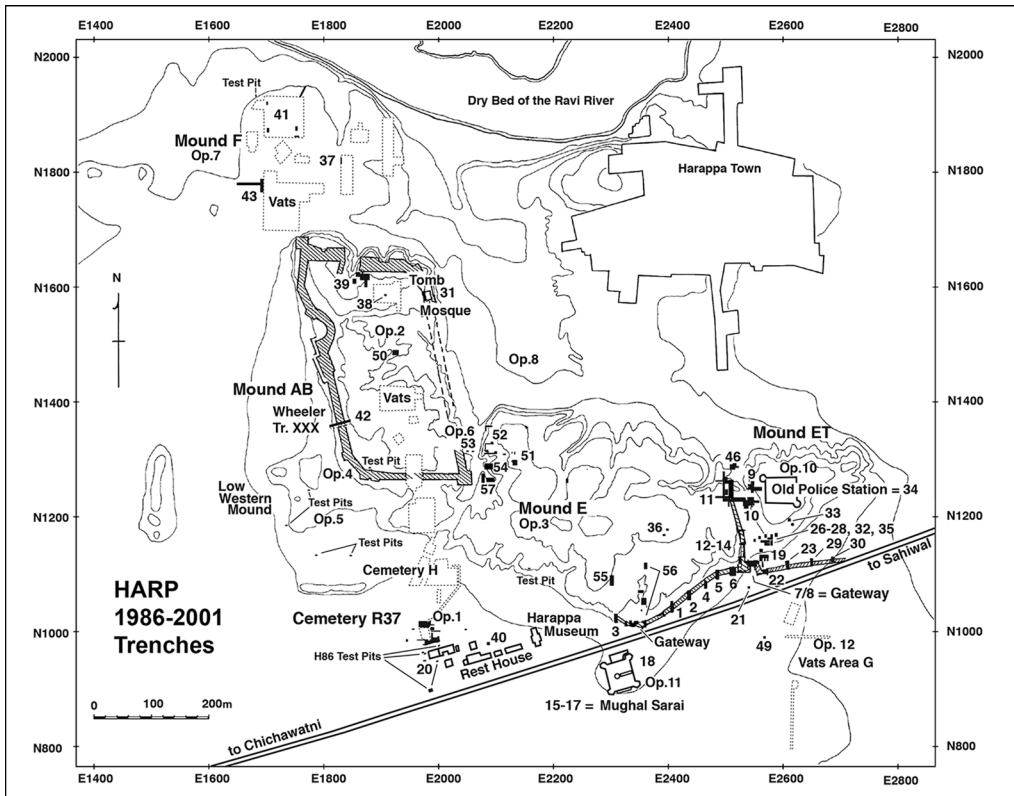 E1400 E1600 E1800 E2000 E2200 E2400 E2600 E2800
N2000 N2000
Test Pit
Dry Bed of the Ravi River
41
Mound F
Op.7
37
Harappa Town
N1800 N1800
43
Vats
N
39
Tomb
31
N1600 N1600
38
Mosque
Op.2
50
Op.8
Mound AB
Vats
N1400 N1400
Wheeler
Tr. XXX
42
Op.6
52
53
51
Mound ET
46
Op.4
Test Pit
54
9
Op.10
57
Low
Western
Mound
11
Old Police Station = 34
10
Test Pits
Op.5
Mound E
Op.3
33
N1200 N1200
36
26-28, 32, 35
12-14
23
29
30
to Sahiwal
Test Pits
19
Cemetery H
Test Pit
55
56
5
6
22
4
7/8 = Gateway
HARP
1986-2001
Trenches
Cemetery R37
Op.1
Harappa
Museum
1
2
21
N1000 N1000
3
Gateway
40
49
Op. 12
H86 Test Pits
20
Rest House
18
Vats Area G
Op.11
15-17 = Mughal Sarai
0 100 200m
to Chichawatni
N800 N800
E1400 E1600 E1800 E2000 E2200 E2400 E2600 E2800